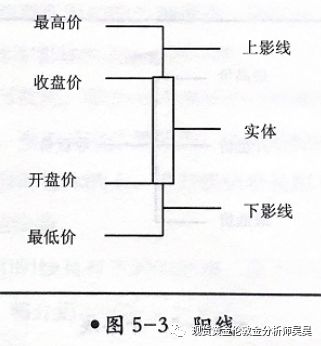 最高价
上影线
收盘价
实体
开盘价
下影线
最低价
•图 5-3 阳线
现货黄金伦敦金分析师吴昊